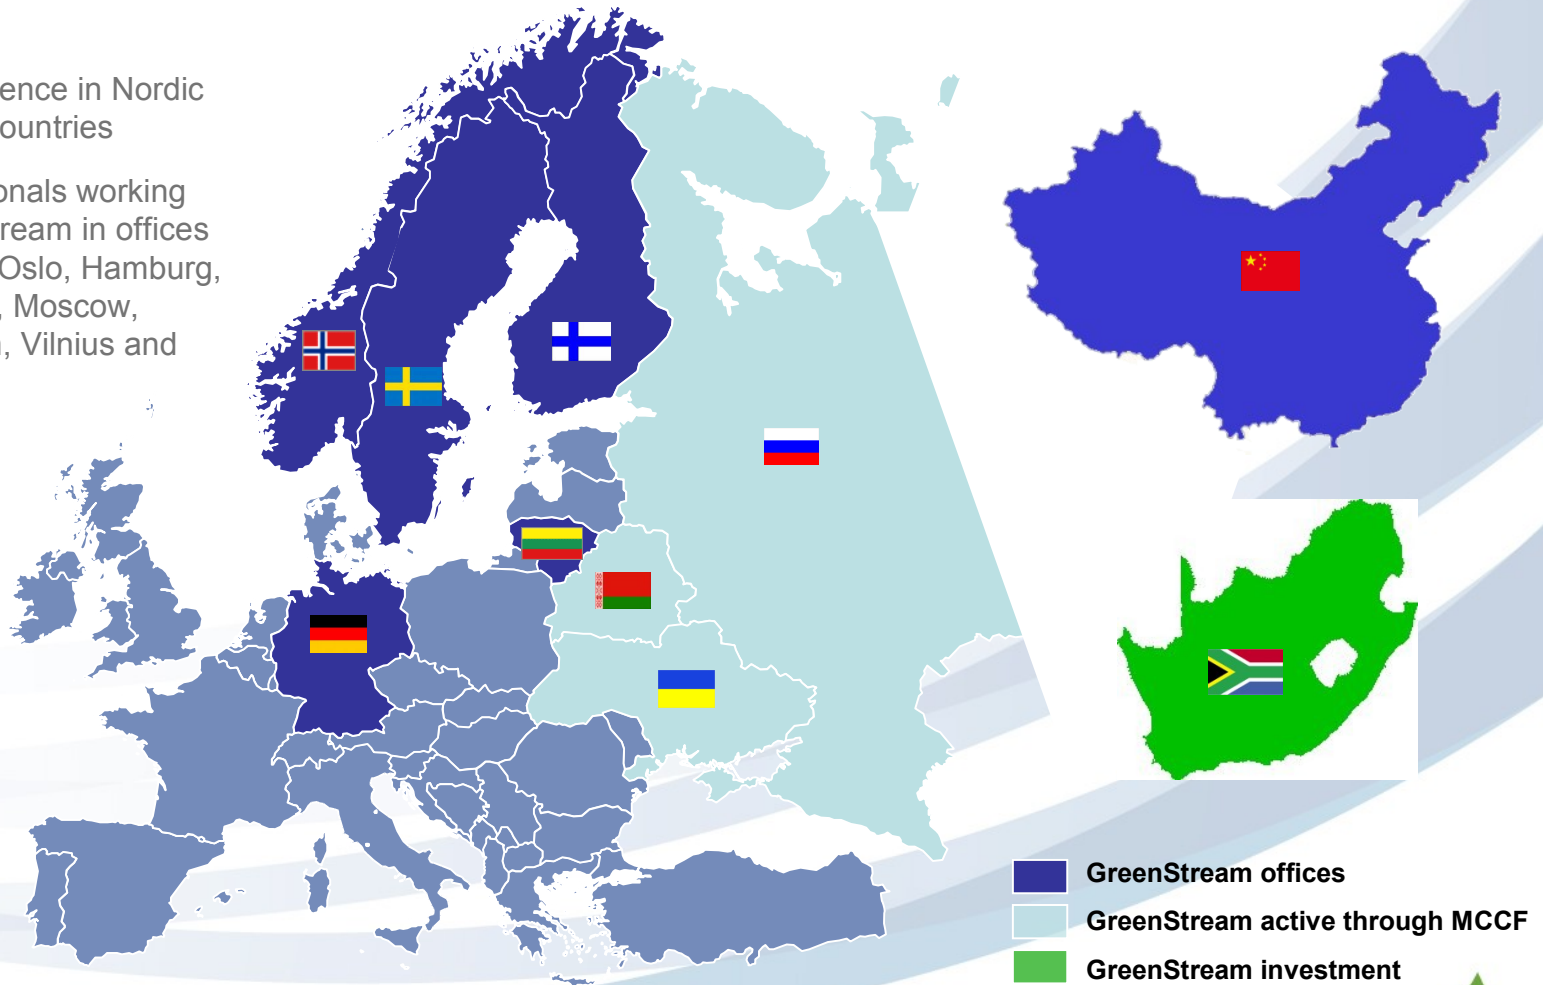 ence in Nordic
ountries
onals working
ream in offices
Oslo, Hamburg,
, Moscow,
, Vilnius and
GreenStream offices
GreenStream active through MCCF
GreenStream investment